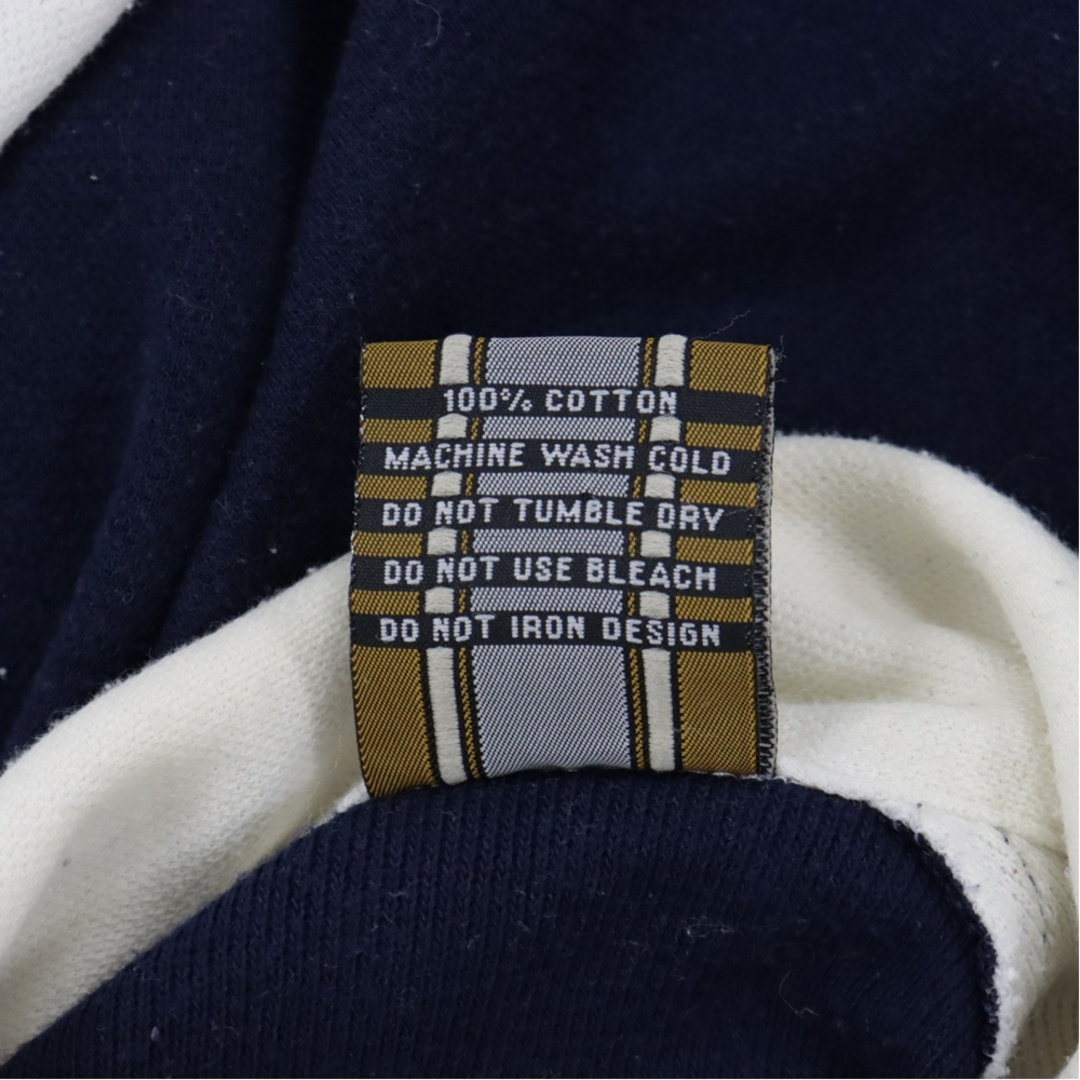 100% COTTON
MACHINE WASH COLD
DO NOT TUMBLE DRY
DO NOT USE BLEACH
DO NOT IRON DESIGN